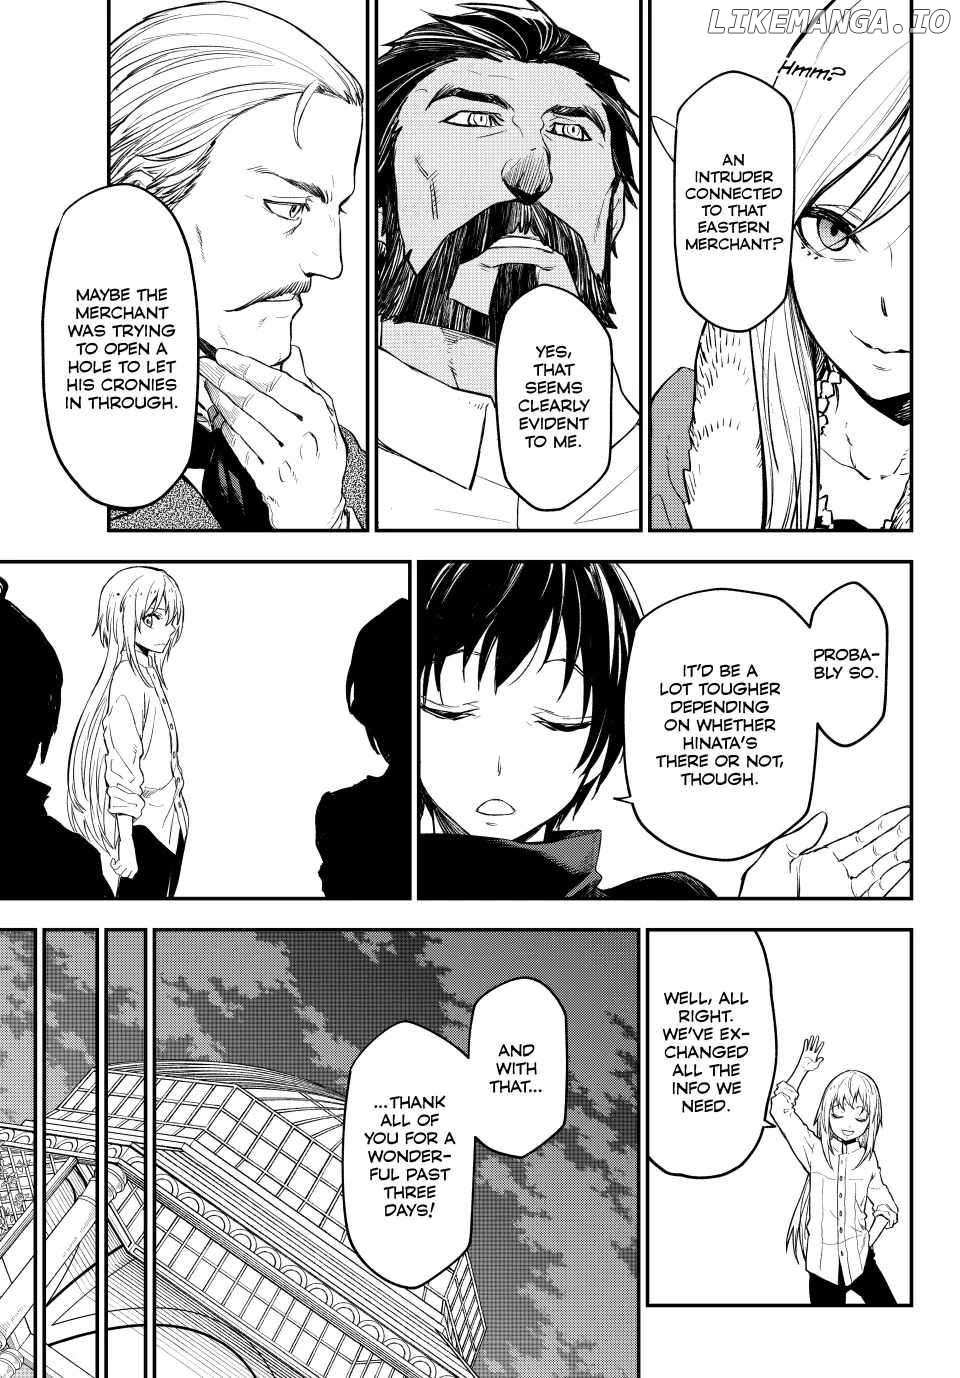 LIKEMANGA.IO
Hmm?
AN
INTRUDER
CONNECTED
TO THAT
EASTERN
MERCHANT?
YES,
THAT
SEEMS
CLEARLY
EVIDENT
TO ME.
MAYBE THE
MERCHANT
WAS TRYING
TO OPEN A
HOLE TO LET
HIS CRONIES
IN THROUGH.
PROBA-
BLY SO.
IT'D BE A
LOT TOUGHER
DEPENDING
ON WHETHER
HINATA'S
THERE OR NOT,
THOUGH.
WELL, ALL
RIGHT.
WE'VE EX-
CHANGED
ALL THE
INFO WE
NEED.
AND
WITH
THAT...
...THANK
ALL OF
YOU FOR A
WONDER-
FUL PAST
THREE
DAYS!